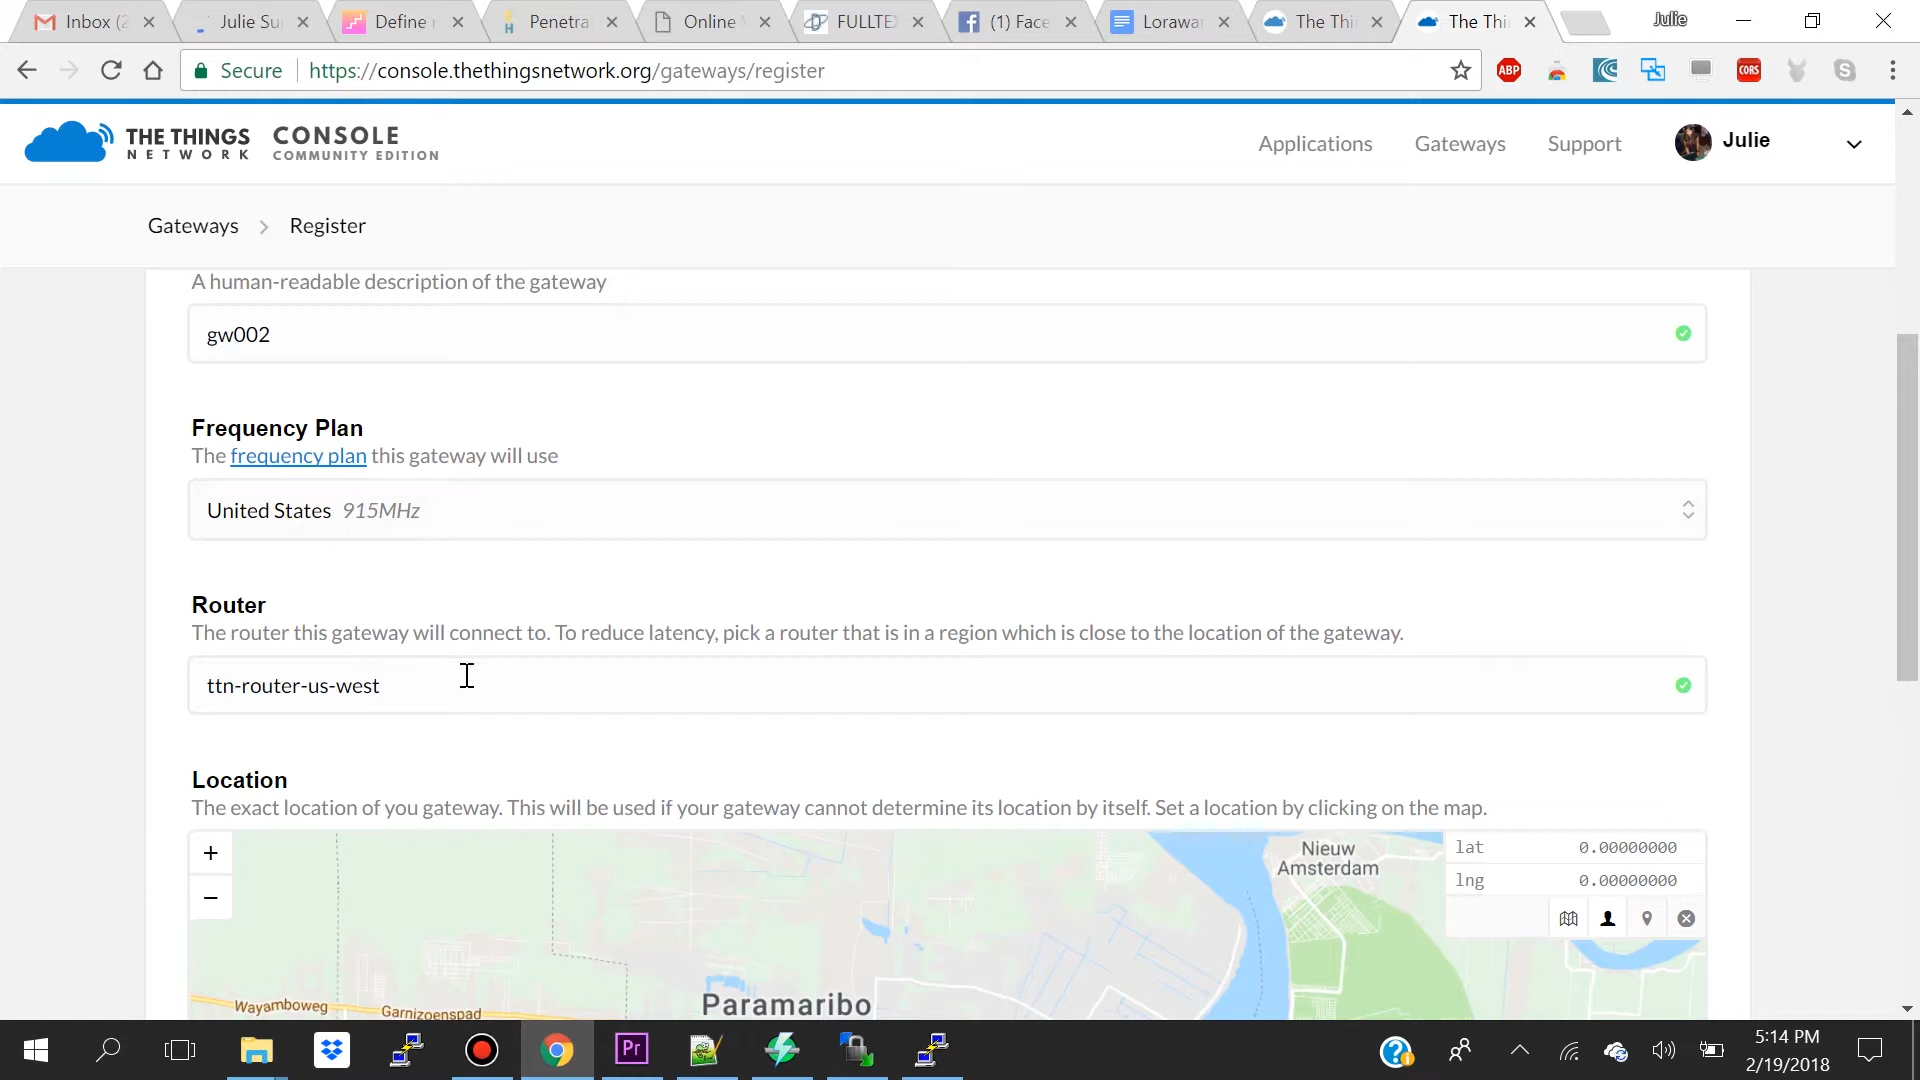 Inbox (2
Julie Su
Define r
Penetra
Online
FULLTEX
(1) Face
Lorawa
The Thi
The Thi
Julie
Secure
https://console.thethingsnetwork.org/gateways/register
ABP
CORS
THE THINGS
NETWORK
CONSOLE
COMMUNITY EDITION
Applications
Gateways
Support
Julie
Gateways
Register
A human-readable description of the gateway
gw002
Frequency Plan
The frequency plan this gateway will use
United States 915MHz
Router
The router this gateway will connect to. To reduce latency, pick a router that is in a region which is close to the location of the gateway.
ttn-router-us-west
Location
The exact location of you gateway. This will be used if your gateway cannot determine its location by itself. Set a location by clicking on the map.
+
−
Nieuw
Amsterdam
lat 0.00000000
lng 0.00000000
Wayamboweg
Garnizoenspad
Paramaribo
Pr
5:14 PM
2/19/2018